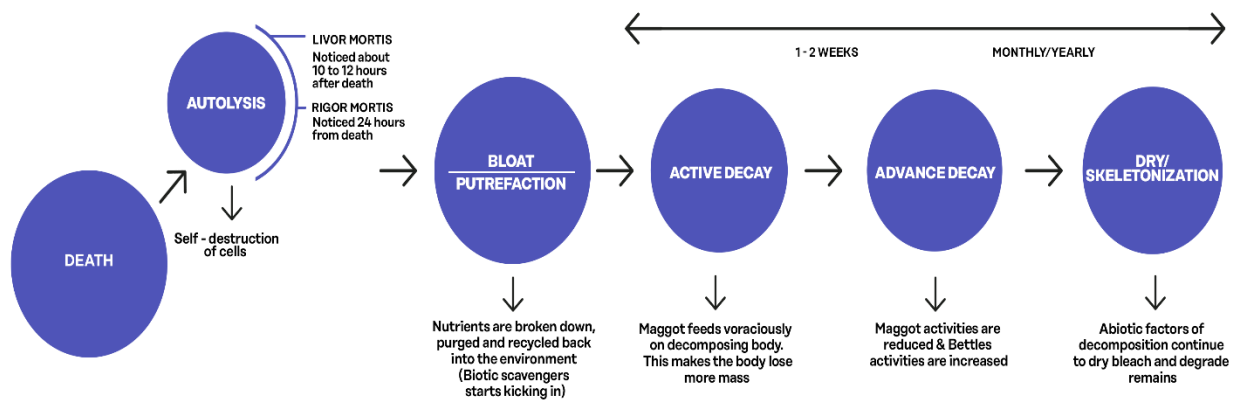 DEATH
AUTOLYSIS
Self - destruction
of cells
LIVOR MORTIS
Noticed about
10 to 12 hours
after death
RIGOR MORTIS
Noticed 24 hours
from death
BLOAT
PUTREFACTION
Nutrients are broken down,
purged and recycled back
into the environment
(Biotic scavengers
starts kicking in)
1 - 2 WEEKS
MONTHLY/YEARLY
ACTIVE DECAY
Maggot feeds voraciously
on decomposing body.
This makes the body lose
more mass
ADVANCE DECAY
Maggot activities are
reduced & Bettles
activities are increased
DRY/
SKELETONIZATION
Abiotic factors of
decomposition continue
to dry bleach and degrade
remains